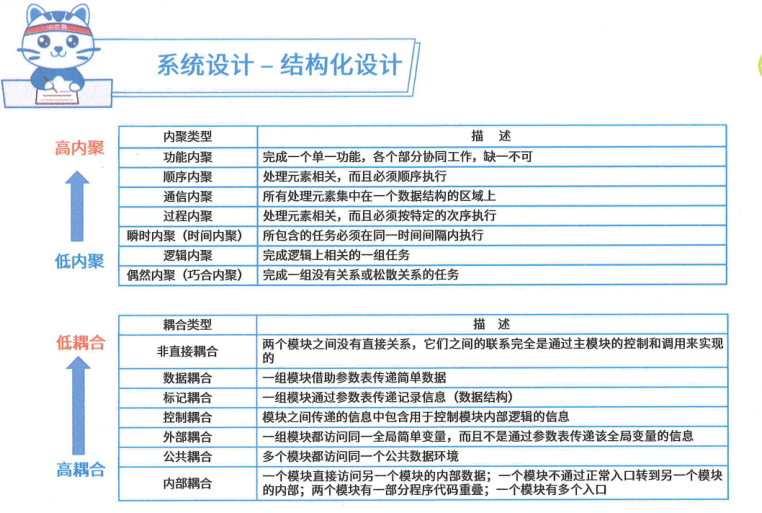 系统设计 – 结构化设计
高内聚
低内聚
内聚类型 描 述
功能内聚 完成一个单一功能，各个部分协同工作，缺一不可
顺序内聚 处理元素相关，而且必须顺序执行
通信内聚 所有处理元素集中在一个数据结构的区域上
过程内聚 处理元素相关，而且必须按特定的次序执行
瞬时内聚（时间内聚） 所包含的任务必须在同一时间间隔内执行
逻辑内聚 完成逻辑上相关的一组任务
偶然内聚（巧合内聚） 完成一组没有关系或松散关系的任务
低耦合
高耦合
耦合类型 描 述
非直接耦合 两个模块之间没有直接关系，它们之间的联系完全是通过主模块的控制和调用来实现
的
数据耦合 一组模块借助参数表传递简单数据
标记耦合 一组模块通过参数表传递记录信息（数据结构）
控制耦合 模块之间传递的信息中包含用于控制模块内部逻辑的信息
外部耦合 一组模块都访问同一全局简单变量，而且不是通过参数表传递该全局变量的信息
公共耦合 多个模块都访问同一个公共数据环境
内部耦合 一个模块直接访问另一个模块的内部数据；一个模块不通过正常入口转到另一个模块
的内部；两个模块有一部分程序代码重叠；一个模块有多个入口